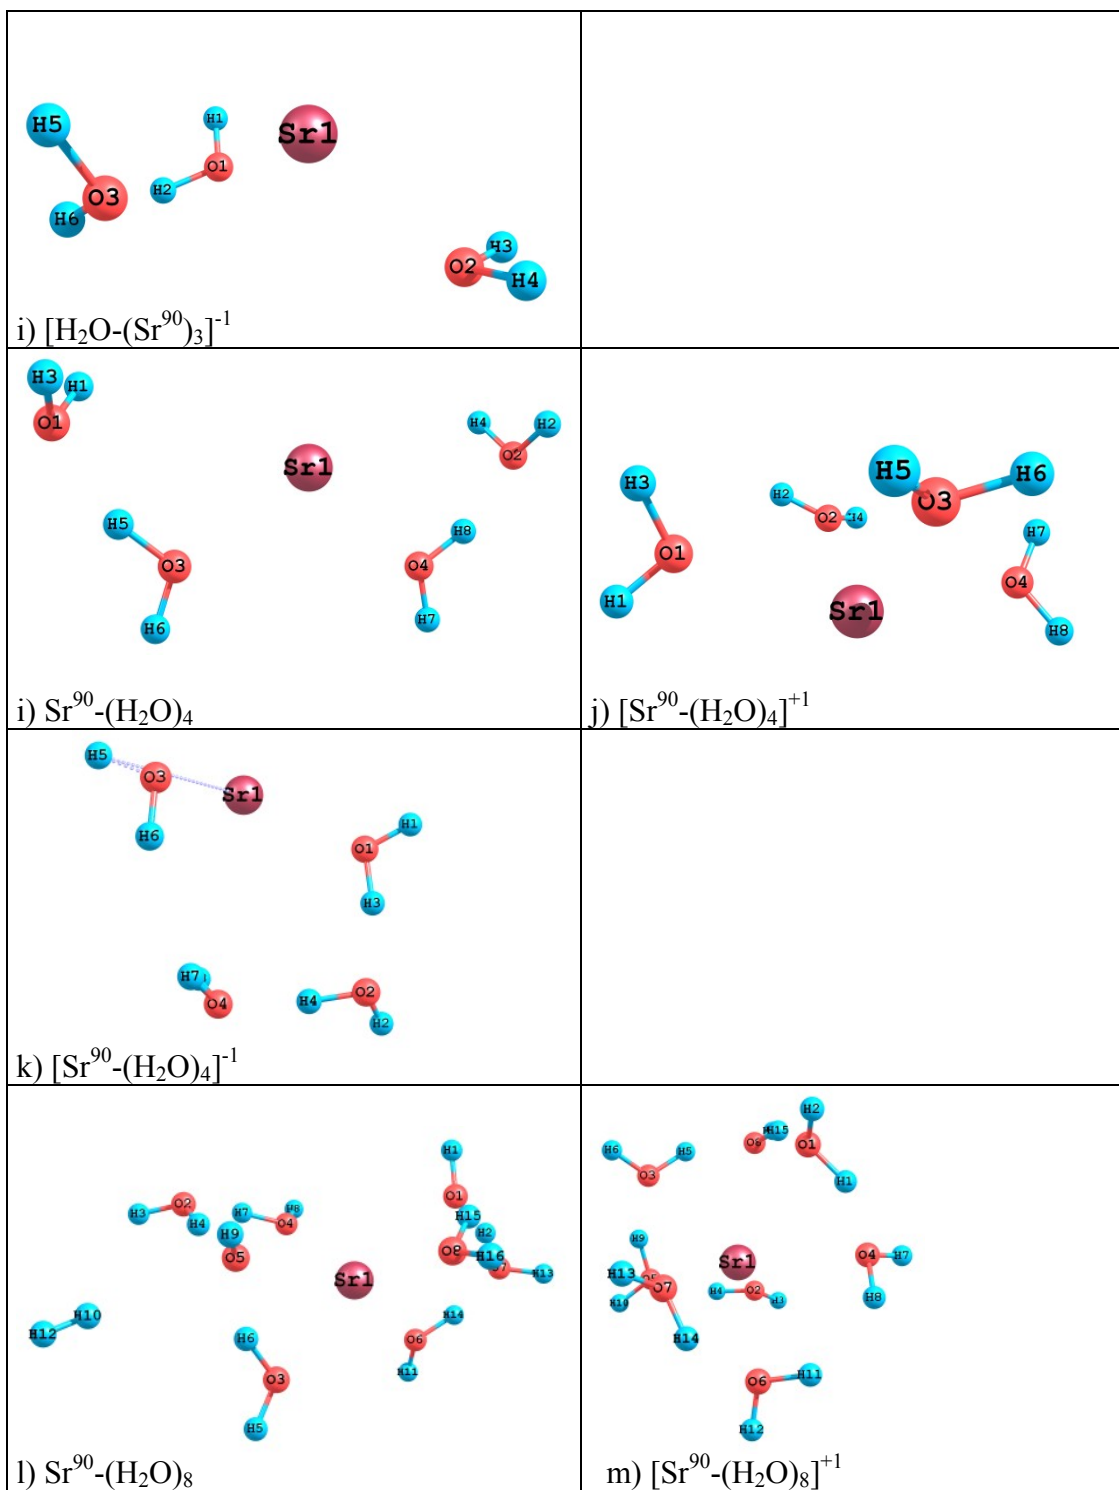 H5
H1
Sr1
O1
H2
O3
H6
H3
O2
H4
i) [H₂O-(Sr⁹⁰)₃]⁻¹
H3
H1
O1
Sr1
H4
H2
O2
H5
H8
O3
O4
H7
H6
i) Sr⁹⁰-(H₂O)₄
H3
H5
H6
H2
O2
H4
O3
H7
O1
O4
H1
Sr1
H8
j) [Sr⁹⁰-(H₂O)₄]⁺¹
H5
O3
Sr1
H6
H1
O1
H3
H7
O4
H4
O2
H2
k) [Sr⁹⁰-(H₂O)₄]⁻¹
H1
O2
O1
H3
H7
H8
H4
O4
H15
H9
H2
O5
O8
H16
H13
Sr1
H10
H14
H12
H6
O6
H11
O3
H5
l) Sr⁹⁰-(H₂O)₈
H2
H15
O8
O1
H6
H5
O3
H1
H9
O4
H7
Sr1
H13
O5
O7
H4
O2
H3
H8
H10
H14
O6
H11
H12
m) [Sr⁹⁰-(H₂O)₈]⁺¹